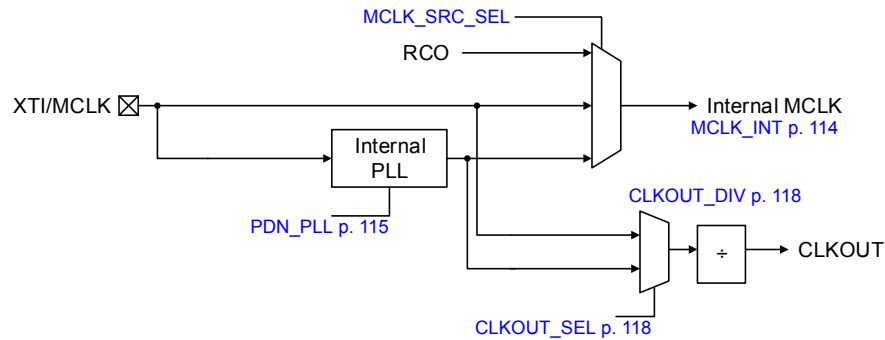 MCLK_SRC_SEL
RCO
XTI/MCLK
Internal MCLK
MCLK_INT p. 114
Internal
PLL
PDN_PLL p. 115
CLKOUT_DIV p. 118
÷
CLKOUT
CLKOUT_SEL p. 118